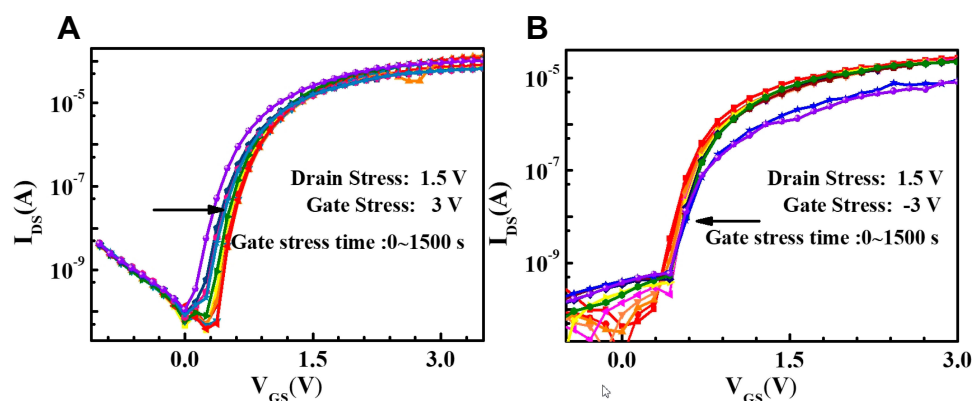 A
10⁻⁵
10⁻⁷
10⁻⁹
I_DS(A)
Drain Stress: 1.5 V
Gate Stress: 3 V
Gate stress time :0~1500 s
0.0 1.5 3.0
V_GS(V)
B
10⁻⁵
10⁻⁷
10⁻⁹
I_DS(A)
Drain Stress: 1.5 V
Gate Stress: -3 V
Gate stress time :0~1500 s
0.0 1.5 3.0
V_GS(V)